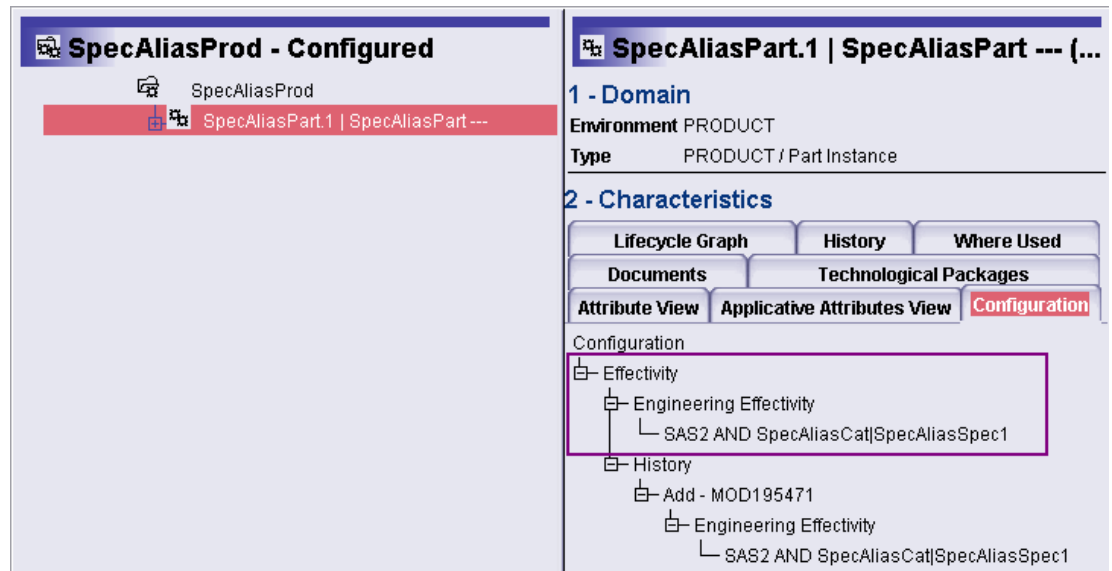 SpecAliasProd - Configured
SpecAliasProd
SpecAliasPart.1 | SpecAliasPart ---
SpecAliasPart.1 | SpecAliasPart --- (...
1 - Domain
Environment PRODUCT
Type PRODUCT / Part Instance
2 - Characteristics
Lifecycle Graph History Where Used
Documents Technological Packages
Attribute View Applicative Attributes View Configuration
Configuration
Effectivity
Engineering Effectivity
SAS2 AND SpecAliasCat|SpecAliasSpec1
History
Add - MOD195471
Engineering Effectivity
SAS2 AND SpecAliasCat|SpecAliasSpec1